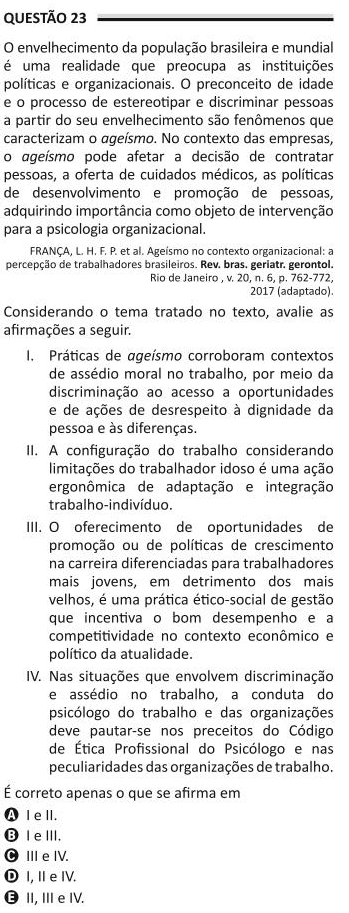 QUESTÃO 23
O envelhecimento da população brasileira e mundial
é uma realidade que preocupa as instituições
políticas e organizacionais. O preconceito de idade
e o processo de estereotipar e discriminar pessoas
a partir do seu envelhecimento são fenômenos que
caracterizam o ageísmo. No contexto das empresas,
o ageísmo pode afetar a decisão de contratar
pessoas, a oferta de cuidados médicos, as políticas
de desenvolvimento e promoção de pessoas,
adquirindo importância como objeto de intervenção
para a psicologia organizacional.
FRANÇA, L. H. F. P. et al. Ageísmo no contexto organizacional: a
percepção de trabalhadores brasileiros. Rev. bras. geriatr. gerontol.
Rio de Janeiro , v. 20, n. 6, p. 762-772,
2017 (adaptado).
Considerando o tema tratado no texto, avalie as
afirmações a seguir.
I. Práticas de ageísmo corroboram contextos
de assédio moral no trabalho, por meio da
discriminação ao acesso a oportunidades
e de ações de desrespeito à dignidade da
pessoa e às diferenças.
II. A configuração do trabalho considerando
limitações do trabalhador idoso é uma ação
ergonômica de adaptação e integração
trabalho-indivíduo.
III. O oferecimento de oportunidades de
promoção ou de políticas de crescimento
na carreira diferenciadas para trabalhadores
mais jovens, em detrimento dos mais
velhos, é uma prática ético-social de gestão
que incentiva o bom desempenho e a
competitividade no contexto econômico e
político da atualidade.
IV. Nas situações que envolvem discriminação
e assédio no trabalho, a conduta do
psicólogo do trabalho e das organizações
deve pautar-se nos preceitos do Código
de Ética Profissional do Psicólogo e nas
peculiaridades das organizações de trabalho.
É correto apenas o que se afirma em
A I e II.
B I e III.
C III e IV.
D I, II e IV.
E II, III e IV.